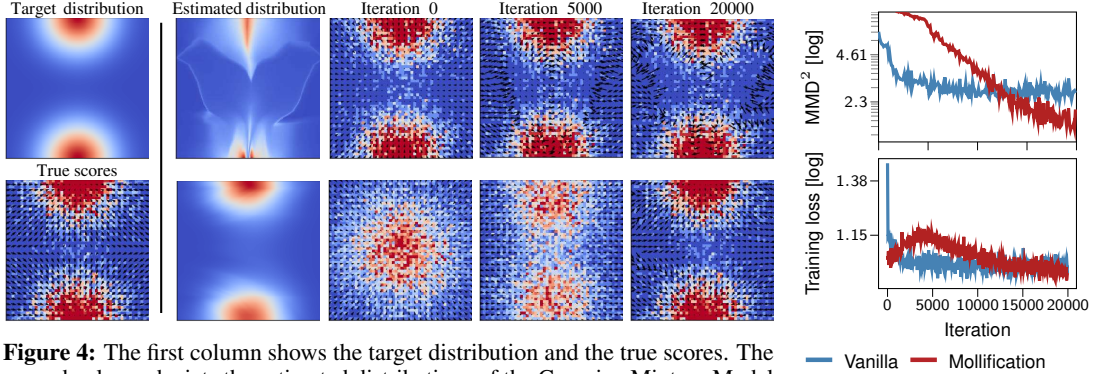 Target distribution
Estimated distribution
Iteration 0
Iteration 5000
Iteration 20000
True scores
MMD² [log]
4.61
2.3
Training loss [log]
1.38
1.15
0 5000 10000 15000 20000
Iteration
Vanilla Mollification
Figure 4: The first column shows the target distribution and the true scores. The